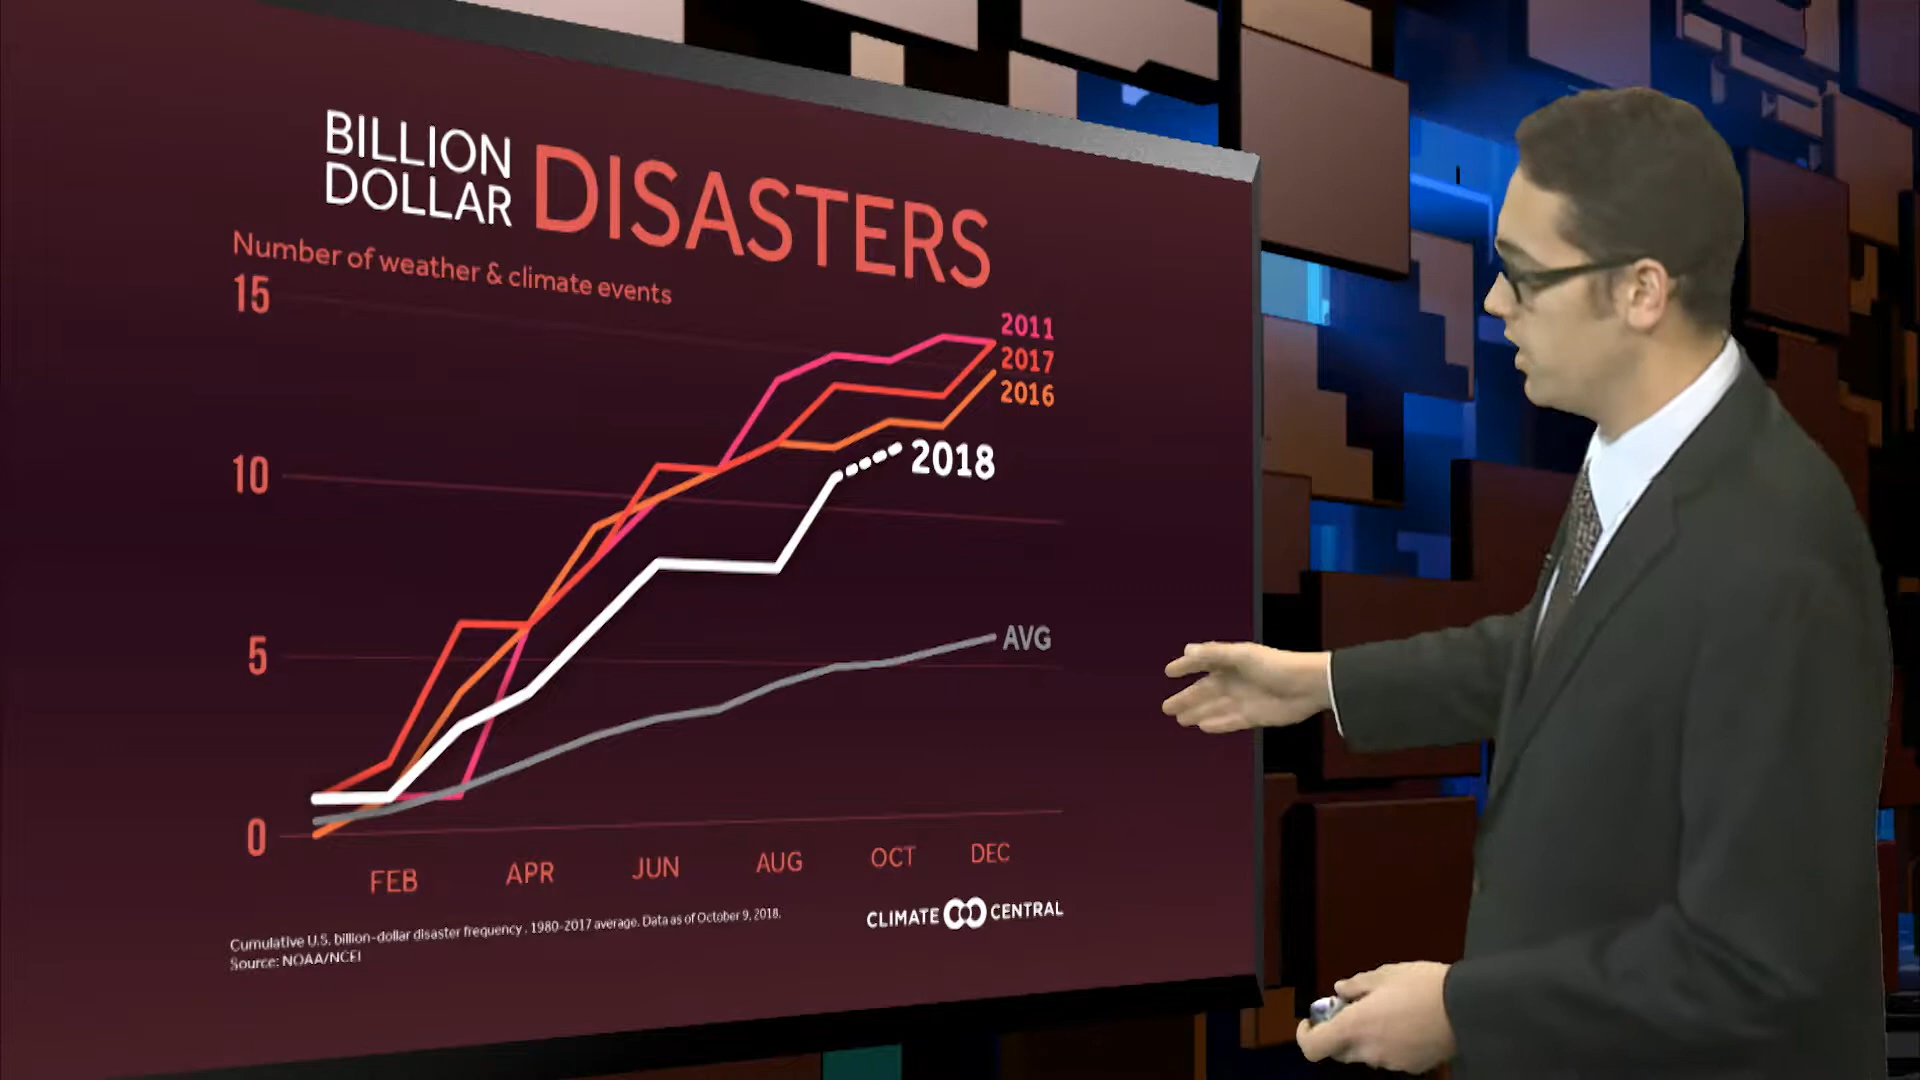 BILLION
DOLLAR
DISASTERS
Number of weather & climate events
15
10
5
0
2011
2017
2016
2018
AVG
FEB APR JUN AUG OCT DEC
CLIMATE CENTRAL
Cumulative U.S. billion-dollar disaster frequency. 1980-2017 average. Data as of October 9, 2018.
Source: NOAA/NCEI